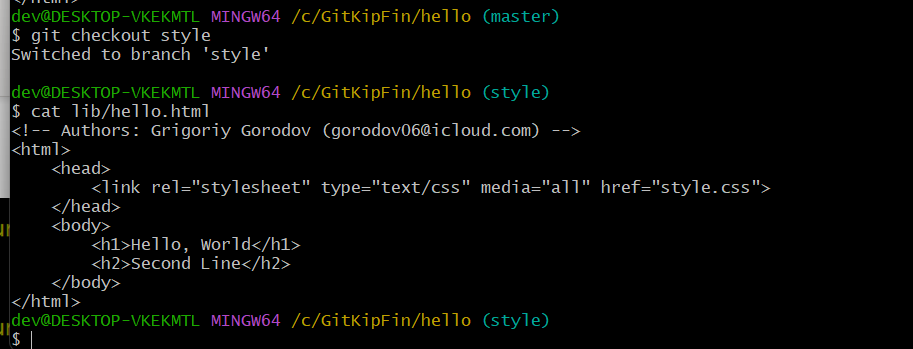 dev@DESKTOP-VKEKMTL MINGW64 /c/GitKipFin/hello (master)
$ git checkout style
Switched to branch 'style'
dev@DESKTOP-VKEKMTL MINGW64 /c/GitKipFin/hello (style)
$ cat lib/hello.html
<!-- Authors: Grigoriy Gorodov (gorodov06@icloud.com) -->
<html>
    <head>
        <link rel="stylesheet" type="text/css" media="all" href="style.css">
    </head>
    <body>
        <h1>Hello, World</h1>
        <h2>Second Line</h2>
    </body>
</html>
dev@DESKTOP-VKEKMTL MINGW64 /c/GitKipFin/hello (style)
$